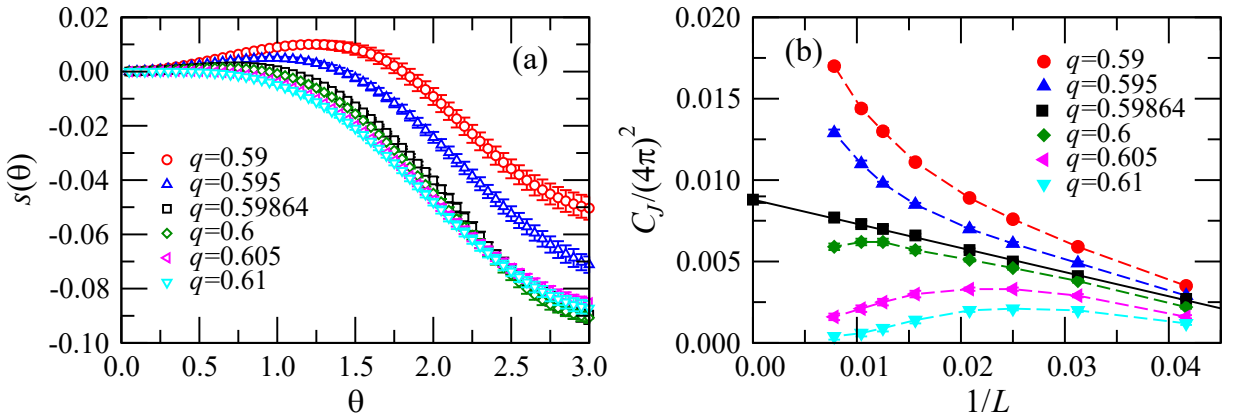 (a)
0.02
0.00
-0.02
-0.04
-0.06
-0.08
-0.10
s(θ)
q=0.59
q=0.595
q=0.59864
q=0.6
q=0.605
q=0.61
0.0 0.5 1.0 1.5 2.0 2.5 3.0
θ
(b)
0.020
0.015
0.010
0.005
0.000
C_J/(4π)²
q=0.59
q=0.595
q=0.59864
q=0.6
q=0.605
q=0.61
0.00 0.01 0.02 0.03 0.04
1/L